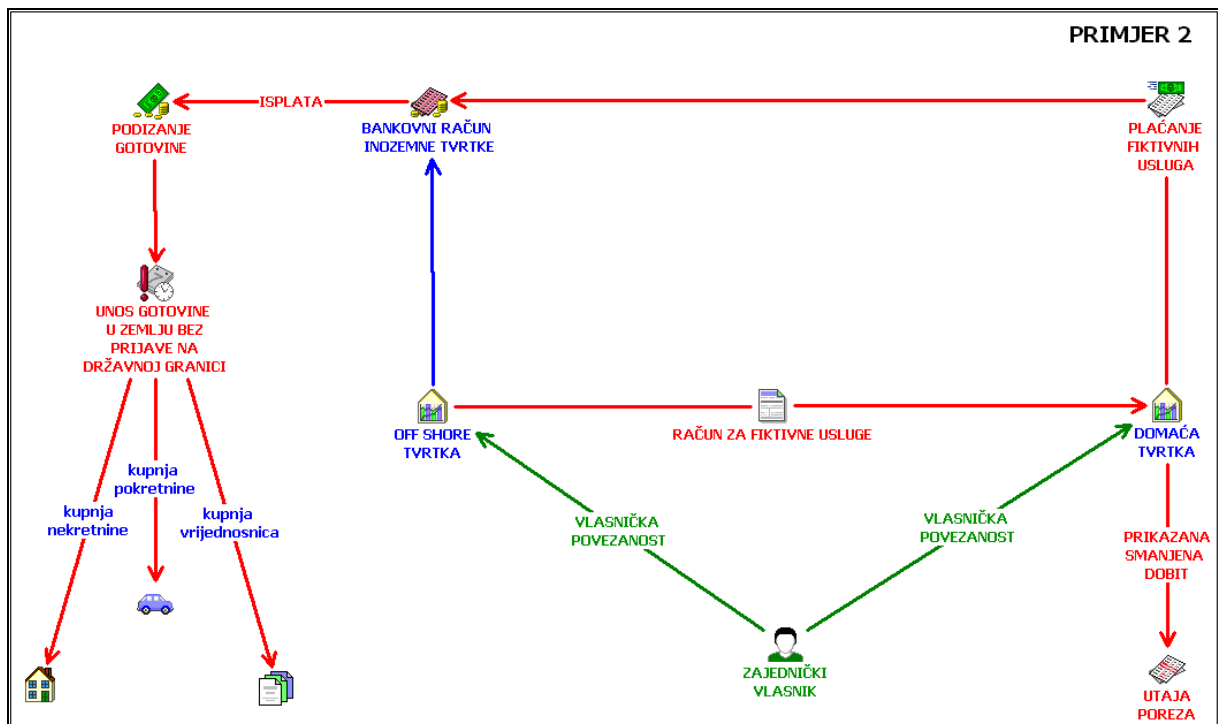 PRIMJER 2
ISPLATA
PODIZANJE
GOTOVINE
BANKOVNI RAČUN
INOZEMNE TVRTKE
PLAĆANJE
FIKTIVNIH
USLUGA
UNOS GOTOVINE
U ZEMLJU BEZ
PRIJAVE NA
DRŽAVNOJ GRANICI
OFF SHORE
TVRTKA
RAČUN ZA FIKTIVNE USLUGE
DOMAĆA
TVRTKA
kupnja
nekretnine
kupnja
pokretnine
kupnja
vrijednosnica
VLASNIČKA
POVEZANOST
VLASNIČKA
POVEZANOST
PRIKAZANA
SMANJENA
DOBIT
ZAJEDNIČKI
VLASNIK
UTAJA
POREZA